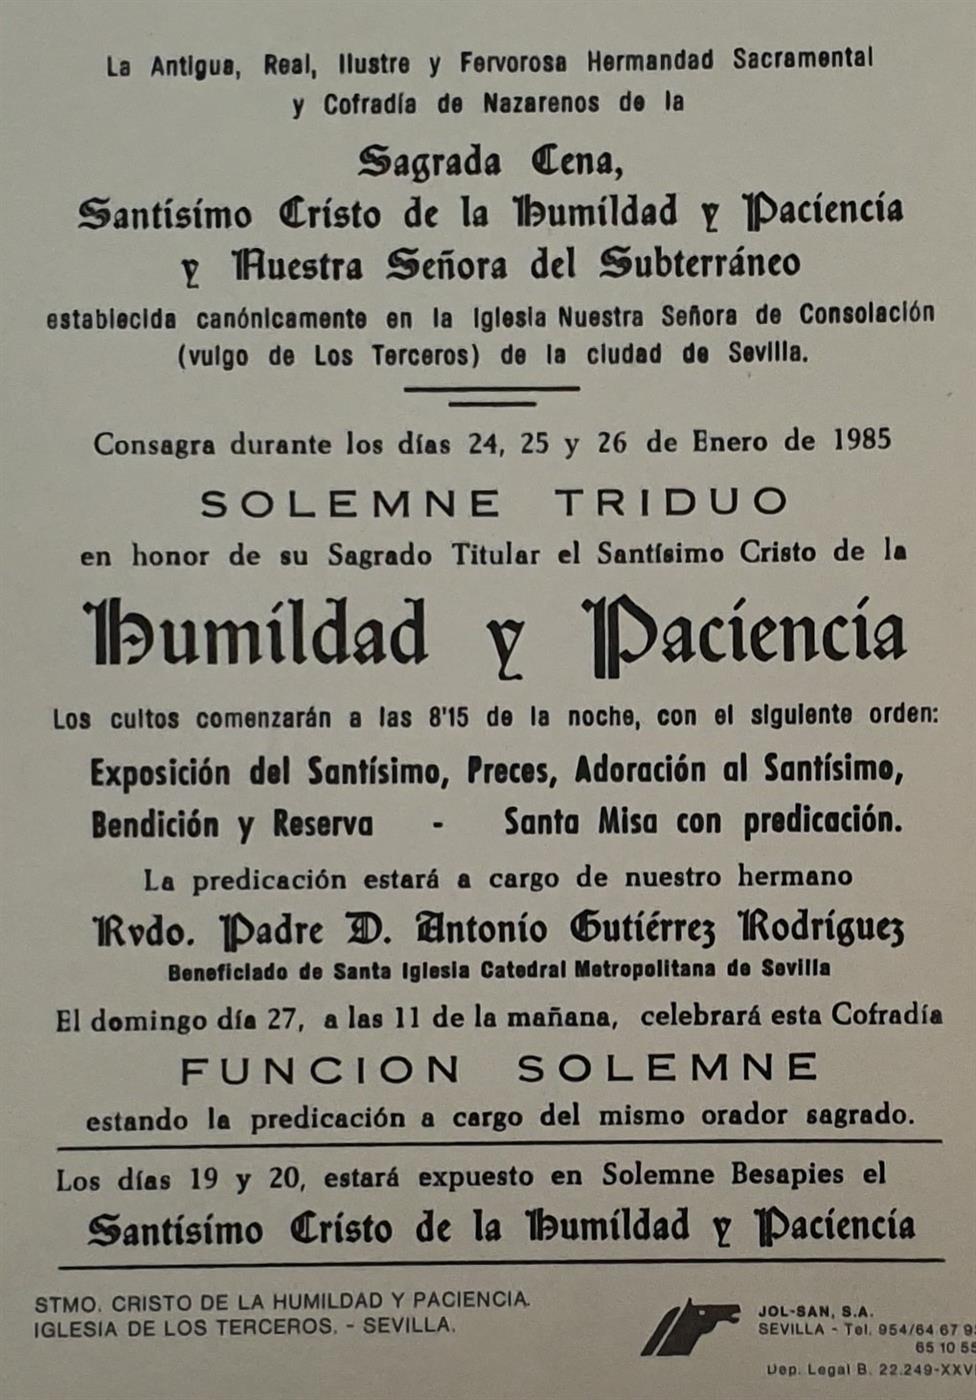 La Antigua, Real, Ilustre y Fervorosa Hermandad Sacramental
y Cofradía de Nazarenos de la
Sagrada Cena,
Santísimo Cristo de la Humildad y Paciencia
y Nuestra Señora del Subterráneo
establecida canónicamente en la Iglesia Nuestra Señora de Consolación
(vulgo de Los Terceros) de la ciudad de Sevilla.
Consagra durante los días 24, 25 y 26 de Enero de 1985
SOLEMNE TRIDUO
en honor de su Sagrado Titular el Santísimo Cristo de la
Humildad y Paciencia
Los cultos comenzarán a las 8'15 de la noche, con el siguiente orden:
Exposición del Santísimo, Preces, Adoración al Santísimo,
Bendición y Reserva - Santa Misa con predicación.
La predicación estará a cargo de nuestro hermano
Rvdo. Padre D. Antonio Gutiérrez Rodríguez
Beneficiado de Santa Iglesia Catedral Metropolitana de Sevilla
El domingo día 27, a las 11 de la mañana, celebrará esta Cofradía
FUNCION SOLEMNE
estando la predicación a cargo del mismo orador sagrado.
Los días 19 y 20, estará expuesto en Solemne Besapies el
Santísimo Cristo de la Humildad y Paciencia
STMO. CRISTO DE LA HUMILDAD Y PACIENCIA.
IGLESIA DE LOS TERCEROS. - SEVILLA.
JOL-SAN, S.A.
SEVILLA - Tel. 954/64 67
65 10 55
Dep. Legal B. 22.249-XXV